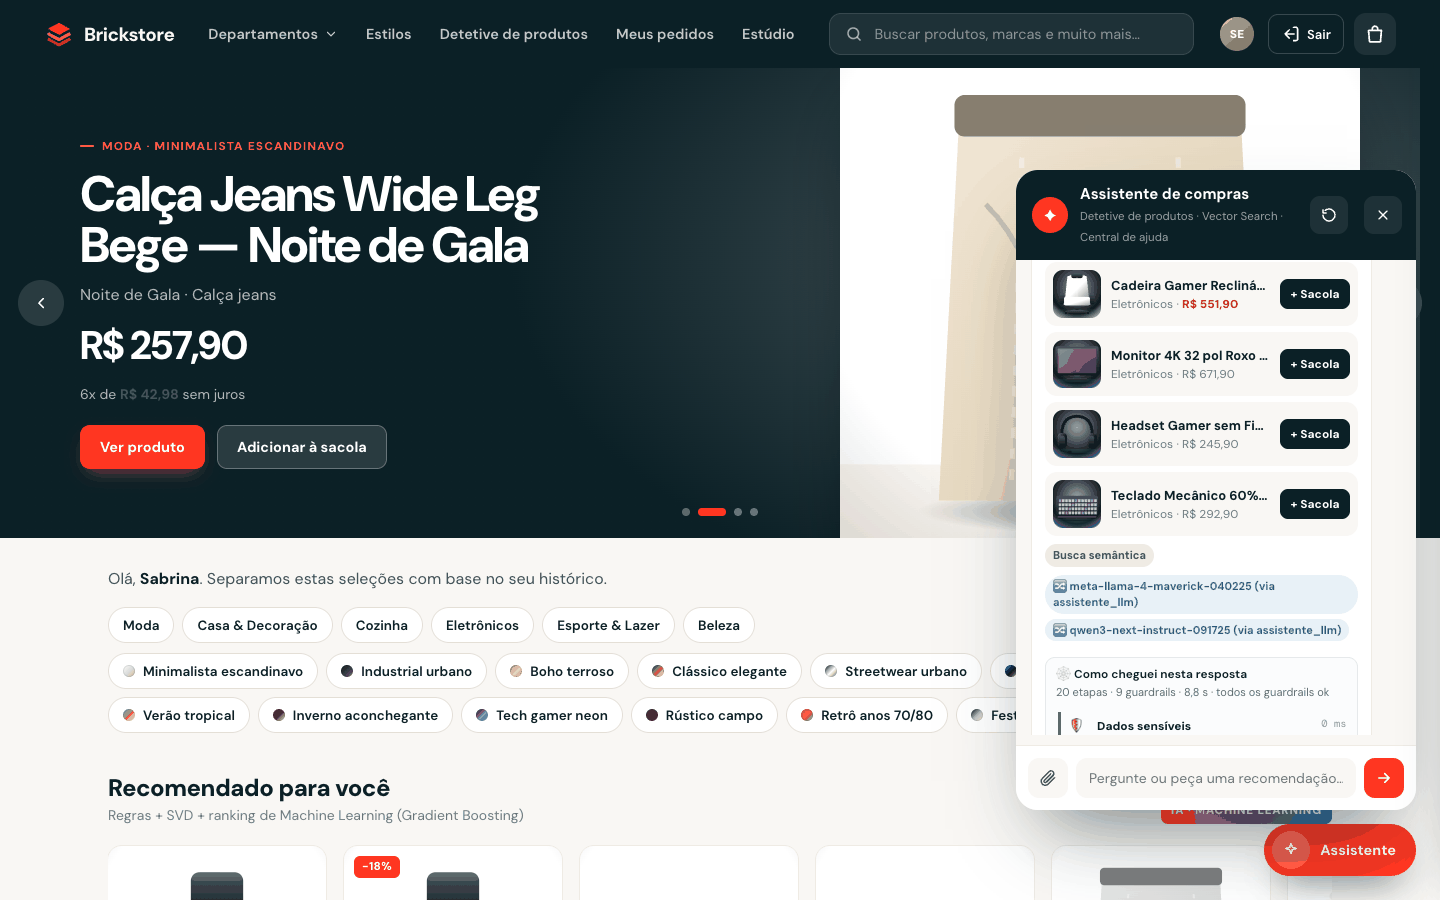 Brickstore
Departamentos
Estilos
Detetive de produtos
Meus pedidos
Estúdio
Buscar produtos, marcas e muito mais...
SE
Sair
MODA · MINIMALISTA ESCANDINAVO
Calça Jeans Wide Leg
Bege — Noite de Gala
Noite de Gala · Calça jeans
R$ 257,90
6x de R$ 42,98 sem juros
Ver produto
Adicionar à sacola
Assistente de compras
Detetive de produtos · Vector Search ·
Central de ajuda
Cadeira Gamer Recliná...
Eletrônicos · R$ 551,90
+ Sacola
Monitor 4K 32 pol Roxo ...
Eletrônicos · R$ 671,90
+ Sacola
Headset Gamer sem Fi...
Eletrônicos · R$ 245,90
+ Sacola
Teclado Mecânico 60%...
Eletrônicos · R$ 292,90
+ Sacola
Busca semântica
meta-llama-4-maverick-040225 (via
assistente_llm)
qwen3-next-instruct-091725 (via assistente_llm)
Como cheguei nesta resposta
20 etapas · 9 guardrails · 8,8 s · todos os guardrails ok
Dados sensíveis
0 ms
Pergunte ou peça uma recomendação...
Assistente
Olá, Sabrina. Separamos estas seleções com base no seu histórico.
Moda
Casa & Decoração
Cozinha
Eletrônicos
Esporte & Lazer
Beleza
Minimalista escandinavo
Industrial urbano
Boho terroso
Clássico elegante
Streetwear urbano
Verão tropical
Inverno aconchegante
Tech gamer neon
Rústico campo
Retrô anos 70/80
Fest
Recomendado para você
Regras + SVD + ranking de Machine Learning (Gradient Boosting)
IA · MACHINE LEARNING
-18%